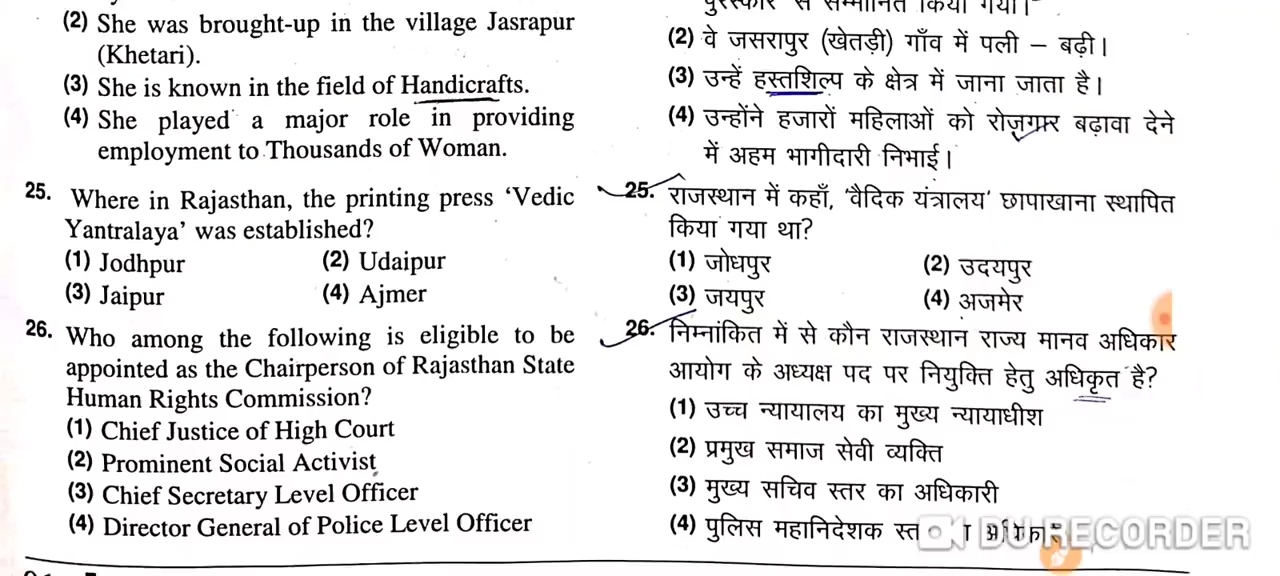 (2) She was brought-up in the village Jasrapur
(Khetari).
(3) She is known in the field of Handicrafts.
(4) She played a major role in providing
employment to Thousands of Woman.
25. Where in Rajasthan, the printing press ‘Vedic
Yantralaya’ was established?
(1) Jodhpur (2) Udaipur
(3) Jaipur (4) Ajmer
26. Who among the following is eligible to be
appointed as the Chairperson of Rajasthan State
Human Rights Commission?
(1) Chief Justice of High Court
(2) Prominent Social Activist
(3) Chief Secretary Level Officer
(4) Director General of Police Level Officer
पुरस्कार से सम्मानित किया गया।
(2) वे जसरापुर (खेतड़ी) गाँव में पली – बढ़ी।
(3) उन्हें हस्तशिल्प के क्षेत्र में जाना जाता है।
(4) उन्होंने हजारों महिलाओं को रोज़गार बढ़ावा देने
में अहम भागीदारी निभाई।
25. राजस्थान में कहाँ, ‘वैदिक यंत्रालय’ छापाखाना स्थापित
किया गया था?
(1) जोधपुर (2) उदयपुर
(3) जयपुर (4) अजमेर
26. निम्नांकित में से कौन राजस्थान राज्य मानव अधिकार
आयोग के अध्यक्ष पद पर नियुक्ति हेतु अधिकृत है?
(1) उच्च न्यायालय का मुख्य न्यायाधीश
(2) प्रमुख समाज सेवी व्यक्ति
(3) मुख्य सचिव स्तर का अधिकारी
(4) पुलिस महानिदेशक
DU RECORDER